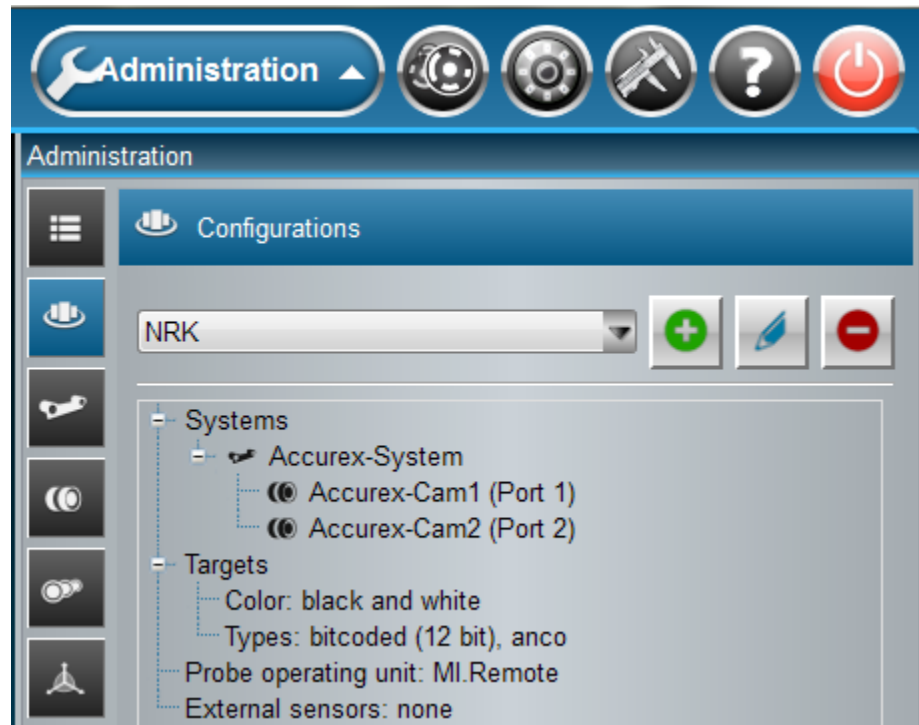 Administration
Administration
Configurations
NRK
Systems
Accurex-System
Accurex-Cam1 (Port 1)
Accurex-Cam2 (Port 2)
Targets
Color: black and white
Types: bitcoded (12 bit), anco
Probe operating unit: MI.Remote
External sensors: none